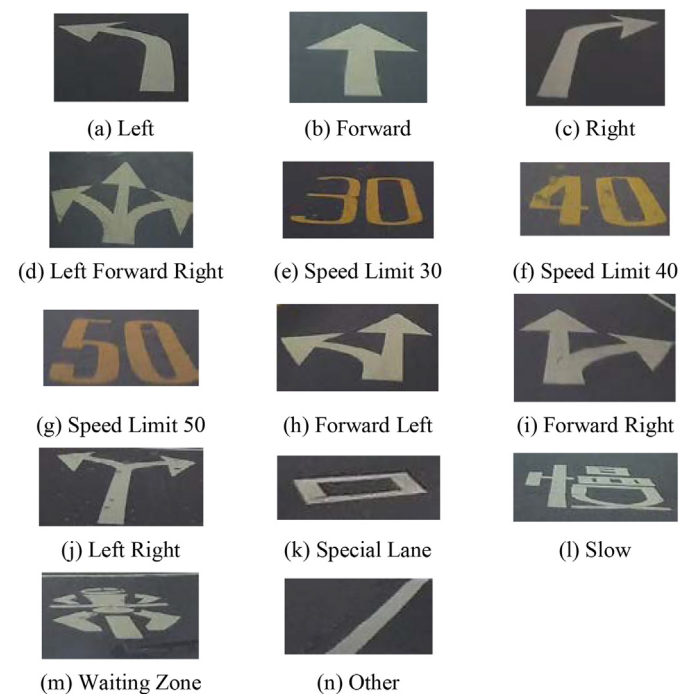 (a) Left
(b) Forward
(c) Right
30
40
(d) Left Forward Right
(e) Speed Limit 30
(f) Speed Limit 40
50
(g) Speed Limit 50
(h) Forward Left
(i) Forward Right
慢
(j) Left Right
(k) Special Lane
(l) Slow
(m) Waiting Zone
(n) Other